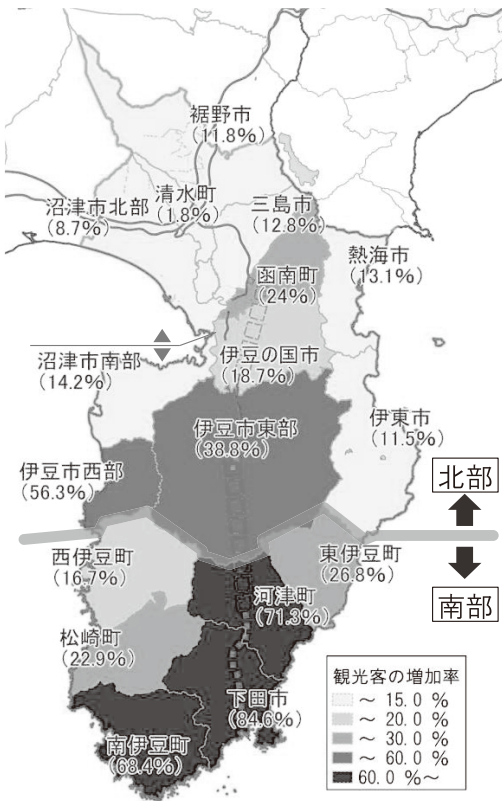 裾野市
(11.8%)
清水町
(1.8%)
沼津市北部
(8.7%)
三島市
(12.8%)
熱海市
(13.1%)
函南町
(24%)
沼津市南部
(14.2%)
伊豆の国市
(18.7%)
伊東市
(11.5%)
伊豆市東部
(38.8%)
伊豆市西部
(56.3%)
北部
西伊豆町
(16.7%)
東伊豆町
(26.8%)
南部
河津町
(71.3%)
松崎町
(22.9%)
下田市
(84.6%)
南伊豆町
(68.4%)
観光客の増加率
～ 15.0 %
～ 20.0 %
～ 30.0 %
～ 60.0 %
60.0 %～